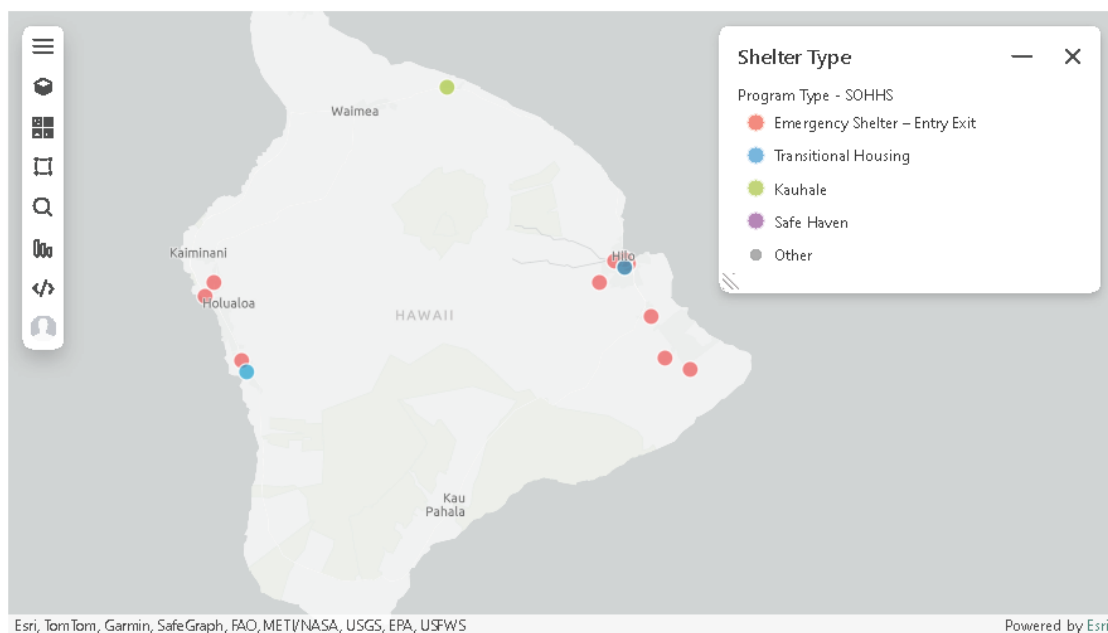 Shelter Type
Program Type - SOHHS
Emergency Shelter – Entry Exit
Transitional Housing
Kauhale
Safe Haven
Other
Waimea
Kaiminani
Hilo
Holualoa
HAWAII
Kau
Pahala
Esri, TomTom, Garmin, SafeGraph, FAO, METI/NASA, USGS, EPA, USFWS
Powered by Esri